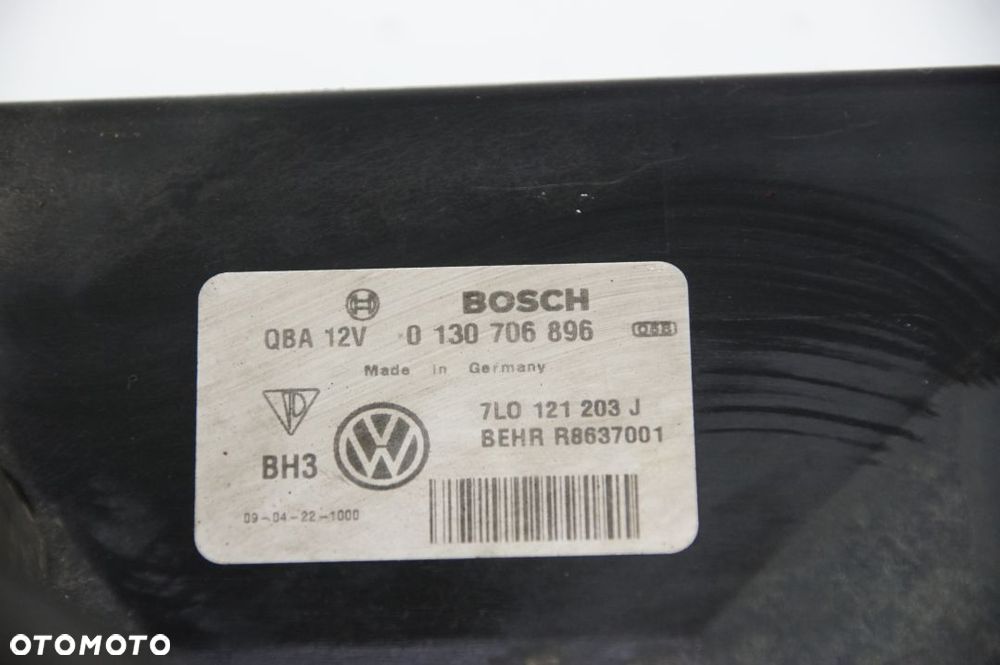 BOSCH
QBA 12V 0 130 706 896
Made in Germany
7L0 121 203 J
BEHR R8637001
BH3
09-04-22-1000
OTOMOTO